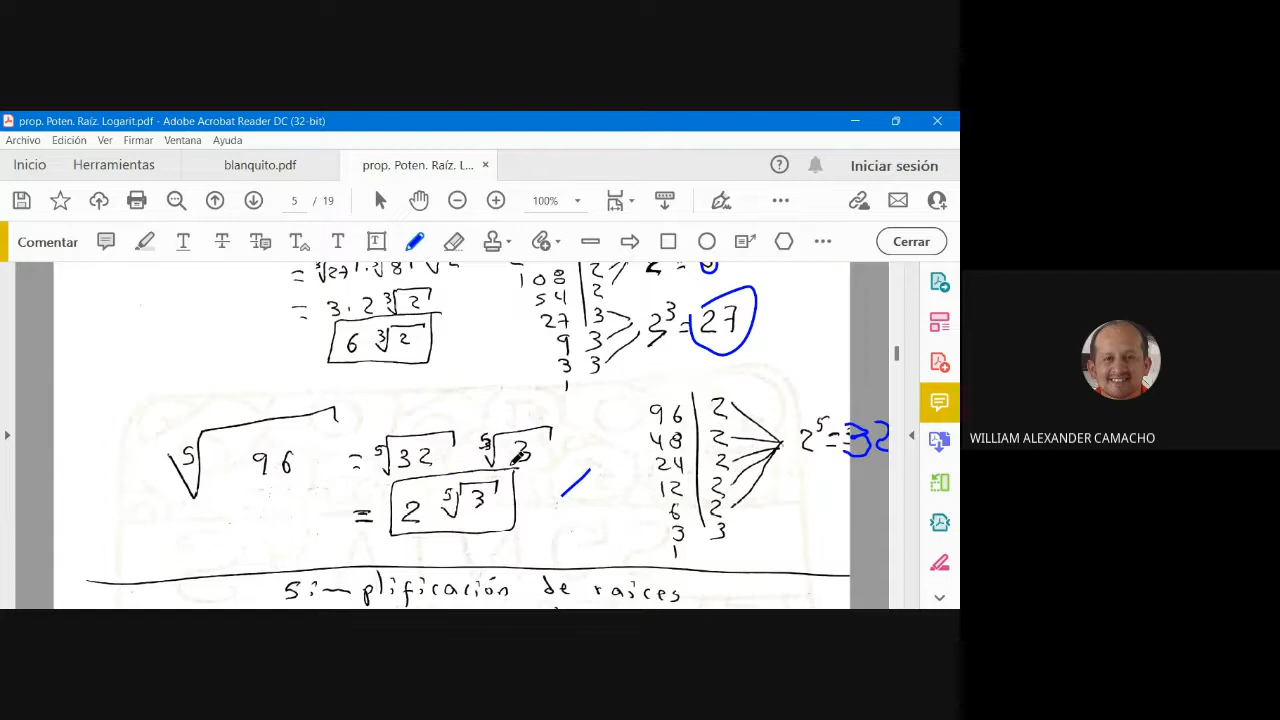 prop. Poten. Raíz. Logarit.pdf - Adobe Acrobat Reader DC (32-bit)
Archivo Edición Ver Firmar Ventana Ayuda
Inicio Herramientas blanquito.pdf prop. Poten. Raíz. L... × Iniciar sesión
5 / 19 100%
Comentar Cerrar
= ∛27 · ∛8 ·
= 3·2 ∛2
6 ∛2
108 | 2
54 | 2
27 | 3
9 | 3
3 | 3
1
3³ = 27
⁵√96 = ⁵√32 ⁵√3
= 2 ⁵√3
96 | 2
48 | 2
24 | 2
12 | 2
6 | 2
3 | 3
1
2⁵ = 32
Simplificación de raices
WILLIAM ALEXANDER CAMACHO